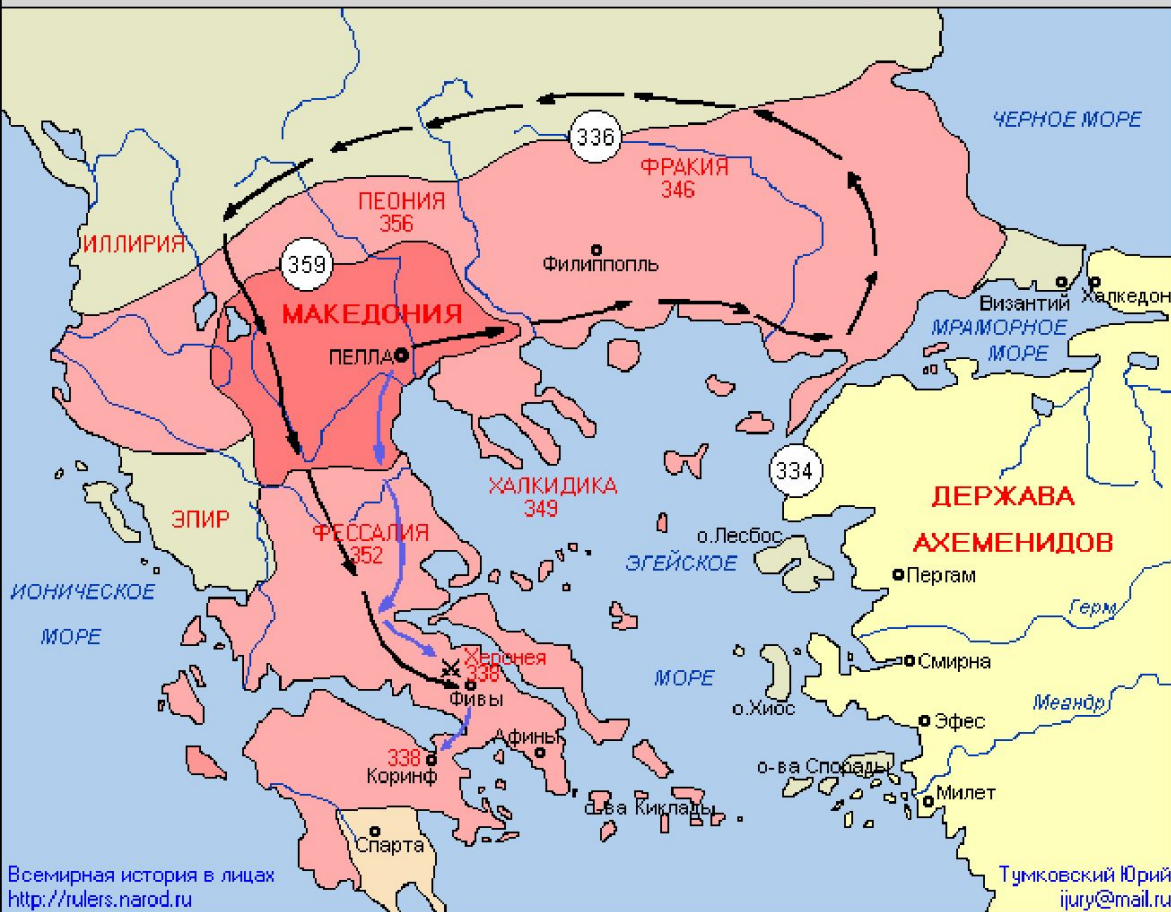 ЧЕРНОЕ МОРЕ
336
ФРАКИЯ
346
ПЕОНИЯ
356
ИЛЛИРИЯ
359
Филиппопль
МАКЕДОНИЯ
Византий
Халкедон
МРАМОРНОЕ
МОРЕ
ПЕЛЛА
334
ХАЛКИДИКА
349
ДЕРЖАВА
АХЕМЕНИДОВ
ЭПИР
ФЕССАЛИЯ
352
о.Лесбос
ЭГЕЙСКОЕ
Пергам
ИОНИЧЕСКОЕ
МОРЕ
Герм
Херонея
338
Смирна
МОРЕ
Фивы
о.Хиос
Меандр
Эфес
Афины
338
Коринф
о-ва Спорады
Милет
о-ва Киклады
Спарта
Всемирная история в лицах
http://rulers.narod.ru
Тумковский Юрий
ijury@mail.ru